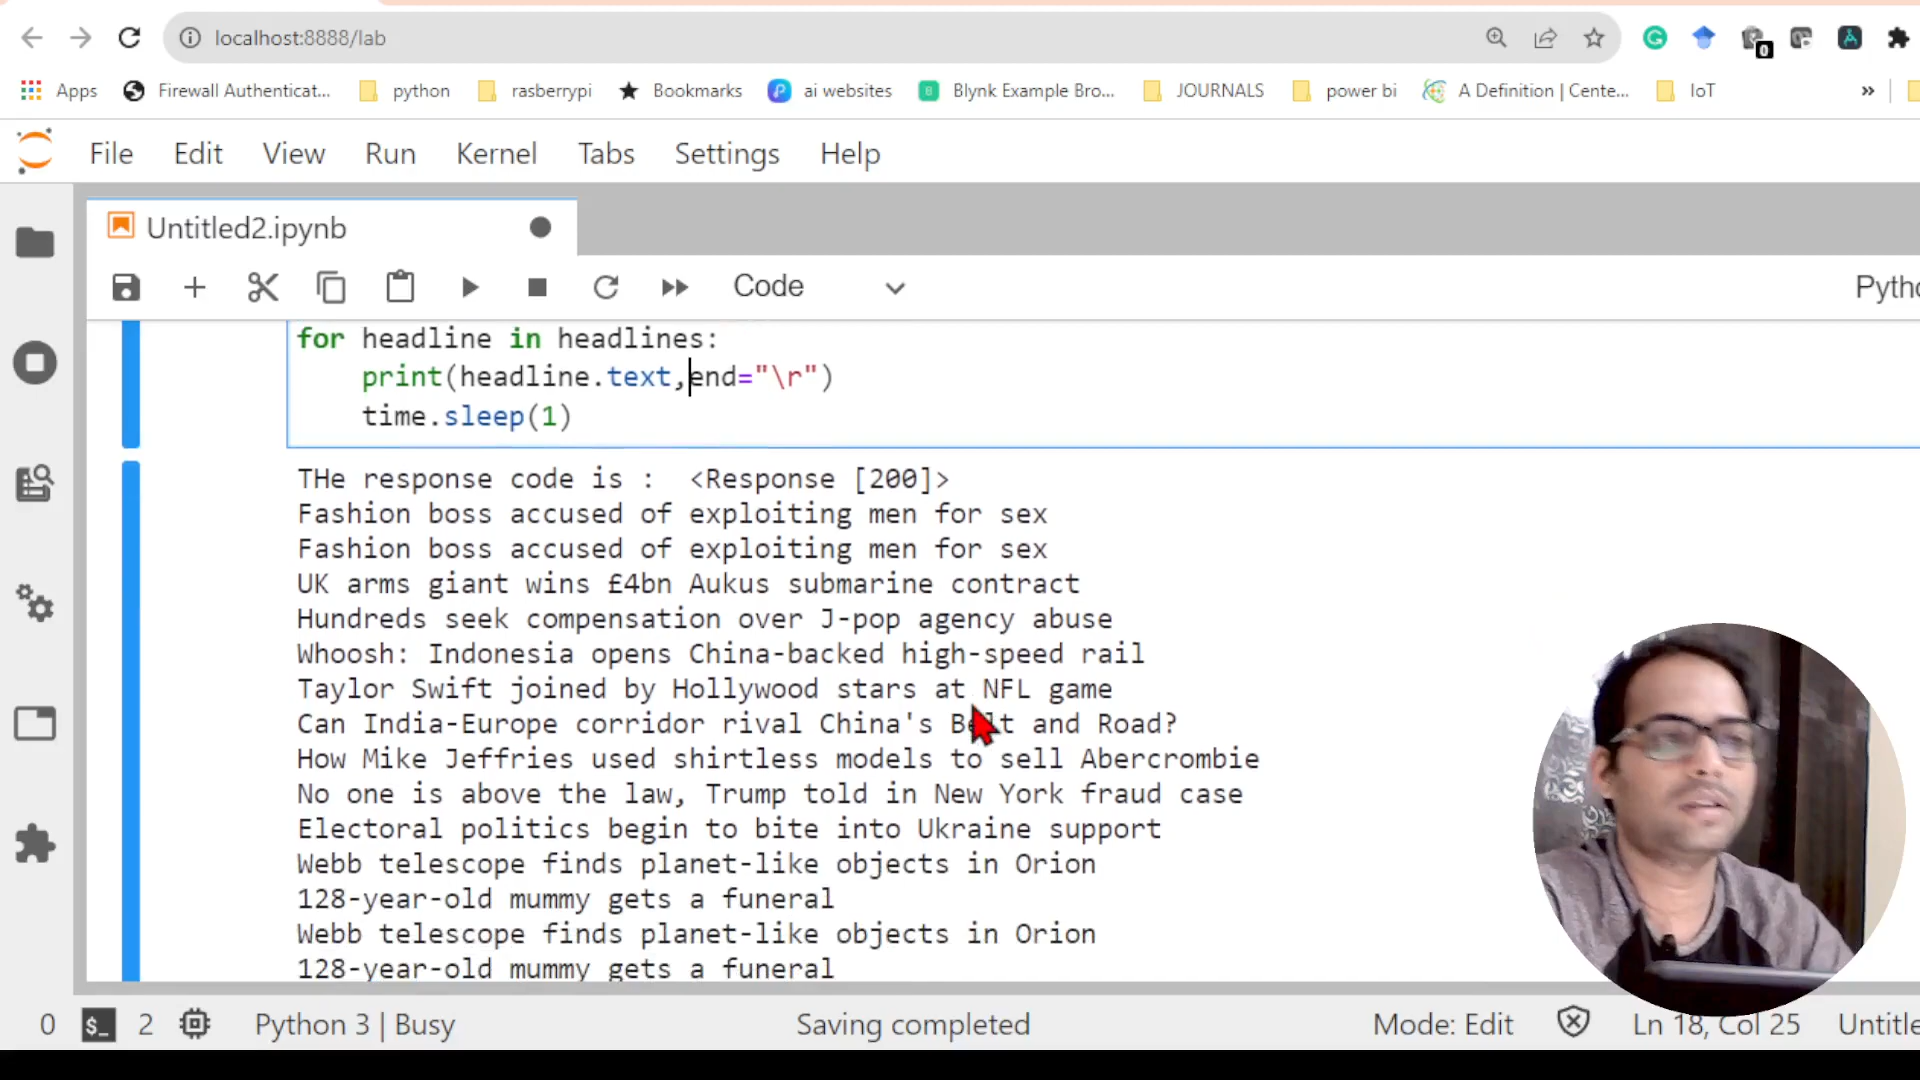 localhost:8888/lab
0
Apps
Firewall Authenticat...
python
rasberrypi
Bookmarks
ai websites
B
Blynk Example Bro...
JOURNALS
power bi
A Definition | Cente...
IoT
»
File
Edit
View
Run
Kernel
Tabs
Settings
Help
Untitled2.ipynb
Code
Pytho
for headline in headlines:
print(headline.text,end="\r")
time.sleep(1)
THe response code is :  <Response [200]>
Fashion boss accused of exploiting men for sex
Fashion boss accused of exploiting men for sex
UK arms giant wins £4bn Aukus submarine contract
Hundreds seek compensation over J-pop agency abuse
Whoosh: Indonesia opens China-backed high-speed rail
Taylor Swift joined by Hollywood stars at NFL game
Can India-Europe corridor rival China's Belt and Road?
How Mike Jeffries used shirtless models to sell Abercrombie
No one is above the law, Trump told in New York fraud case
Electoral politics begin to bite into Ukraine support
Webb telescope finds planet-like objects in Orion
128-year-old mummy gets a funeral
Webb telescope finds planet-like objects in Orion
128-year-old mummy gets a funeral
0
$_
2
Python 3 | Busy
Saving completed
Mode: Edit
Ln 18, Col 25
Untitle